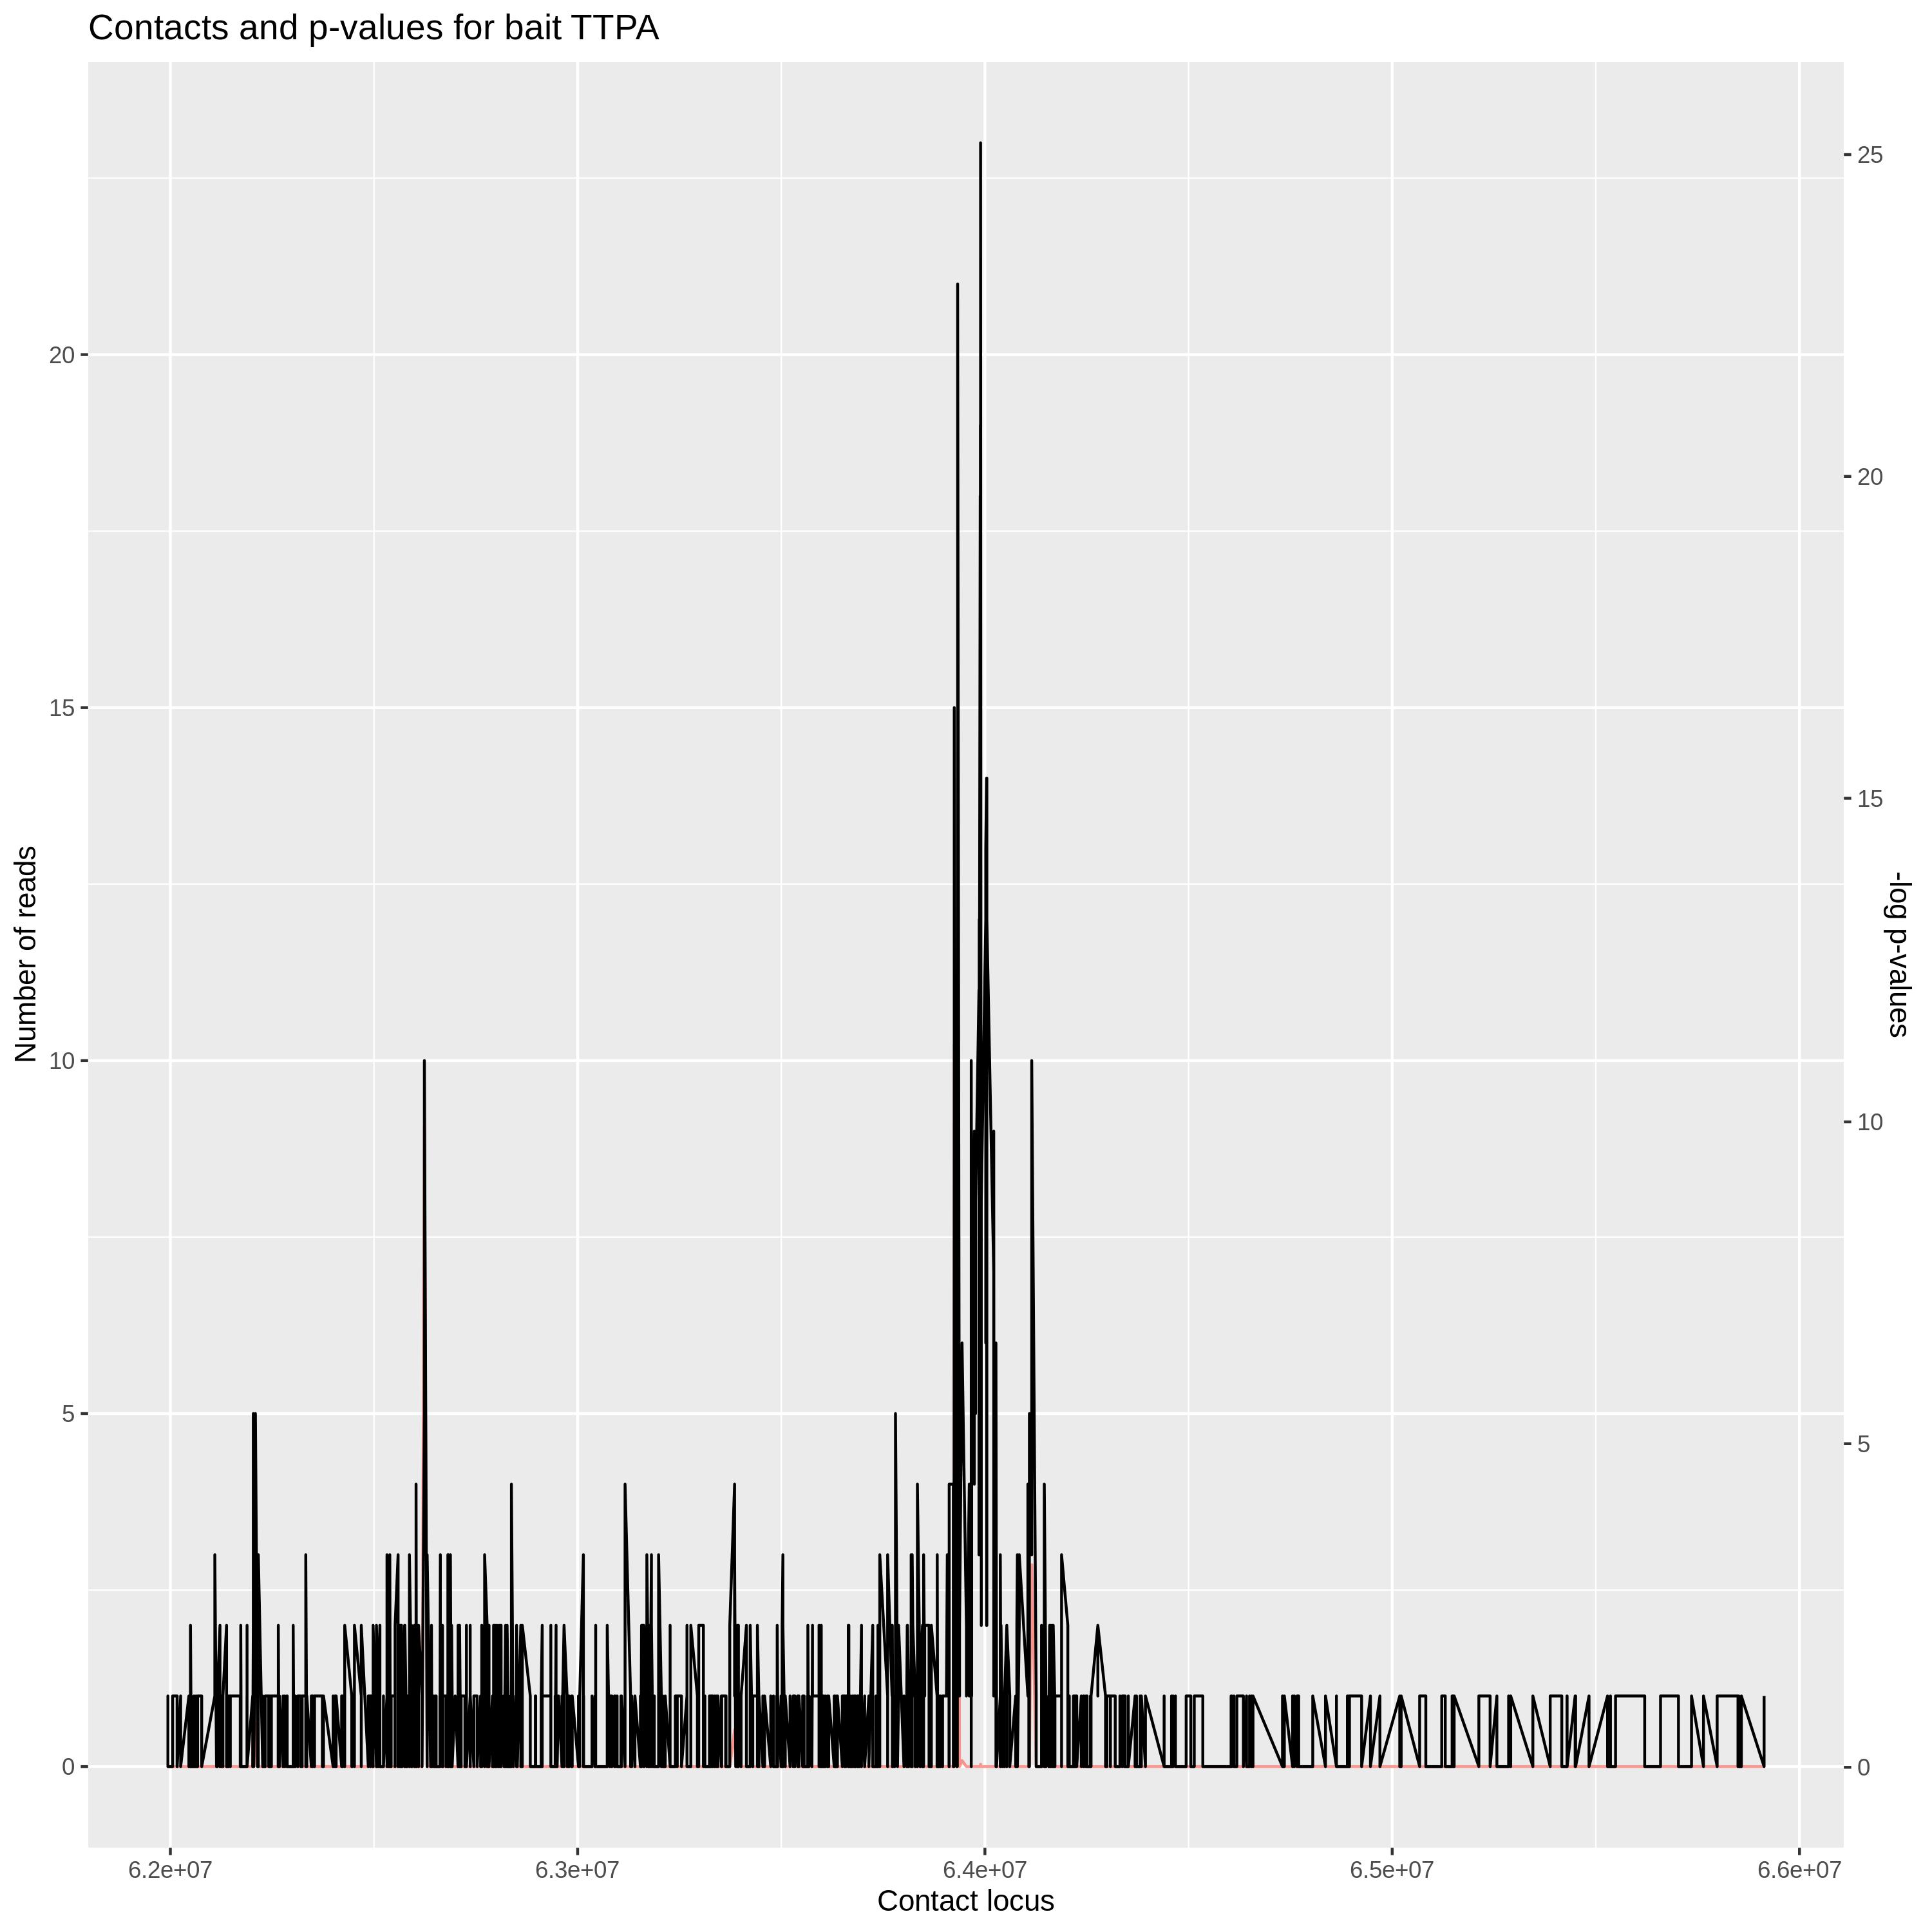 Contacts and p-values for bait TTPA
Number of reads
20
15
10
5
0
25
20
15
10
5
0
-log p-values
6.2e+07 6.3e+07 6.4e+07 6.5e+07 6.6e+07
Contact locus